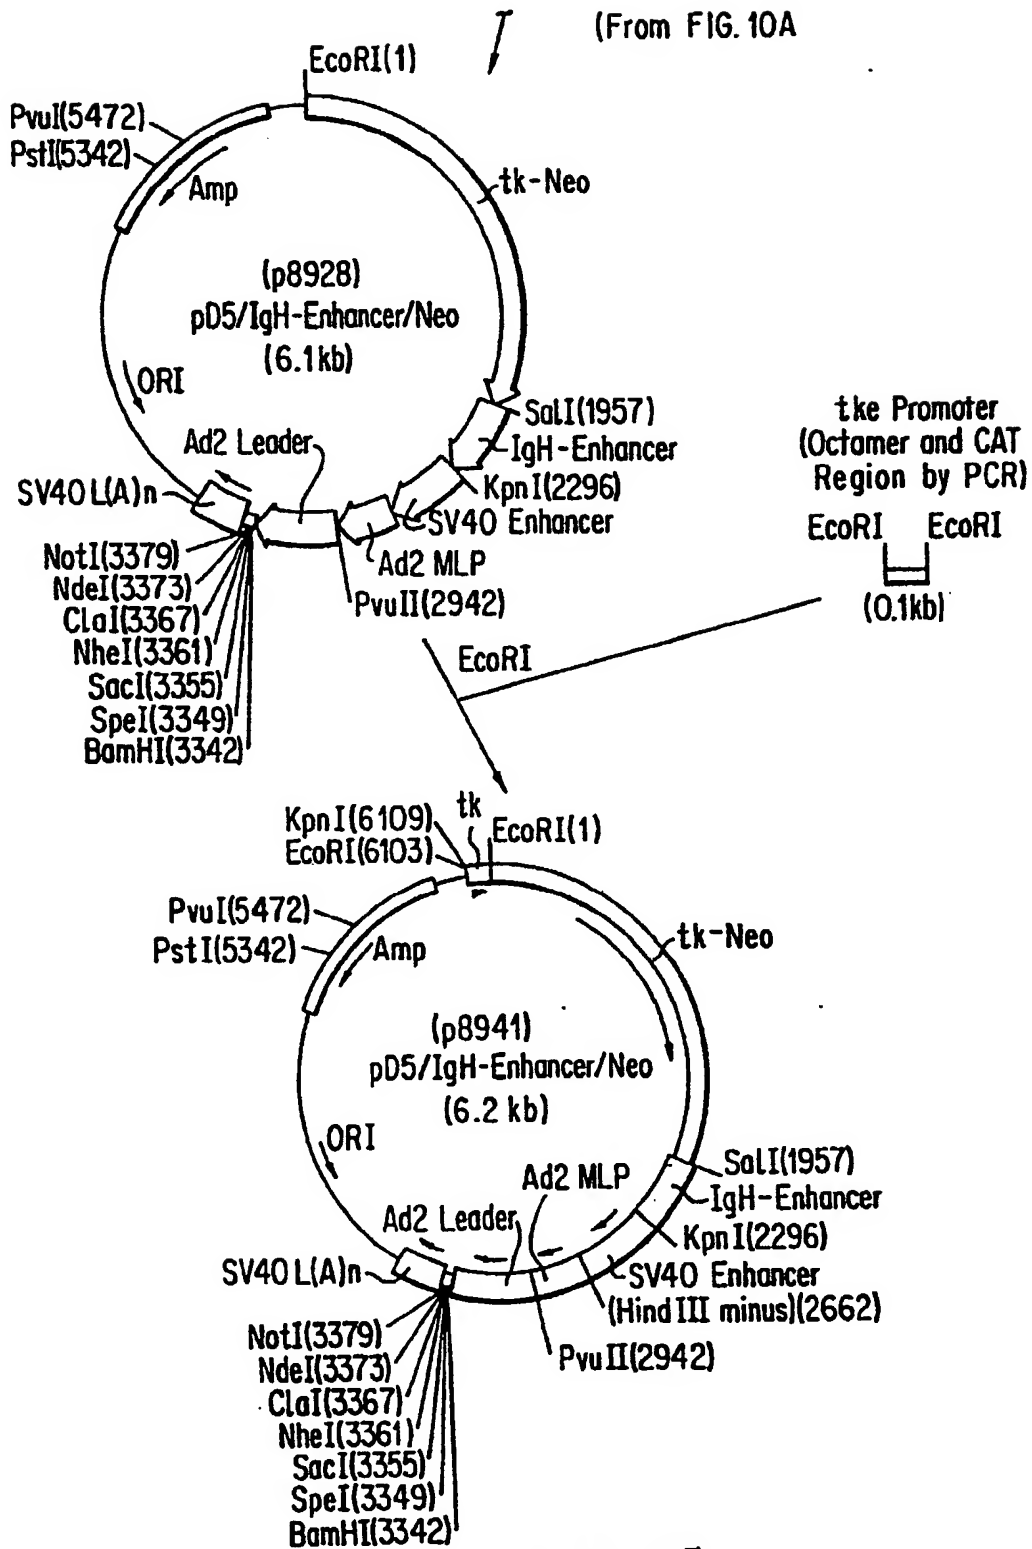 (From FIG. 10A
EcoRI(1)
PvuI(5472)
PstI(5342)
Amp
tk-Neo
(p8928)
pD5/IgH-Enhancer/Neo
(6.1kb)
ORI
SalI(1957)
IgH-Enhancer
KpnI(2296)
SV40 Enhancer
Ad2 Leader
SV40 L(A)n
Ad2 MLP
PvuII(2942)
NotI(3379)
NdeI(3373)
ClaI(3367)
NheI(3361)
SacI(3355)
SpeI(3349)
BamHI(3342)
tke Promoter
(Octamer and CAT
Region by PCR)
EcoRI EcoRI
(0.1kb)
EcoRI
tk
KpnI(6109)
EcoRI(6103)
EcoRI(1)
PvuI(5472)
PstI(5342)
Amp
tk-Neo
(p8941)
pD5/IgH-Enhancer/Neo
(6.2 kb)
ORI
SalI(1957)
IgH-Enhancer
KpnI(2296)
SV40 Enhancer
(Hind III minus)(2662)
PvuII(2942)
Ad2 MLP
Ad2 Leader
SV40 L(A)n
NotI(3379)
NdeI(3373)
ClaI(3367)
NheI(3361)
SacI(3355)
SpeI(3349)
BamHI(3342)